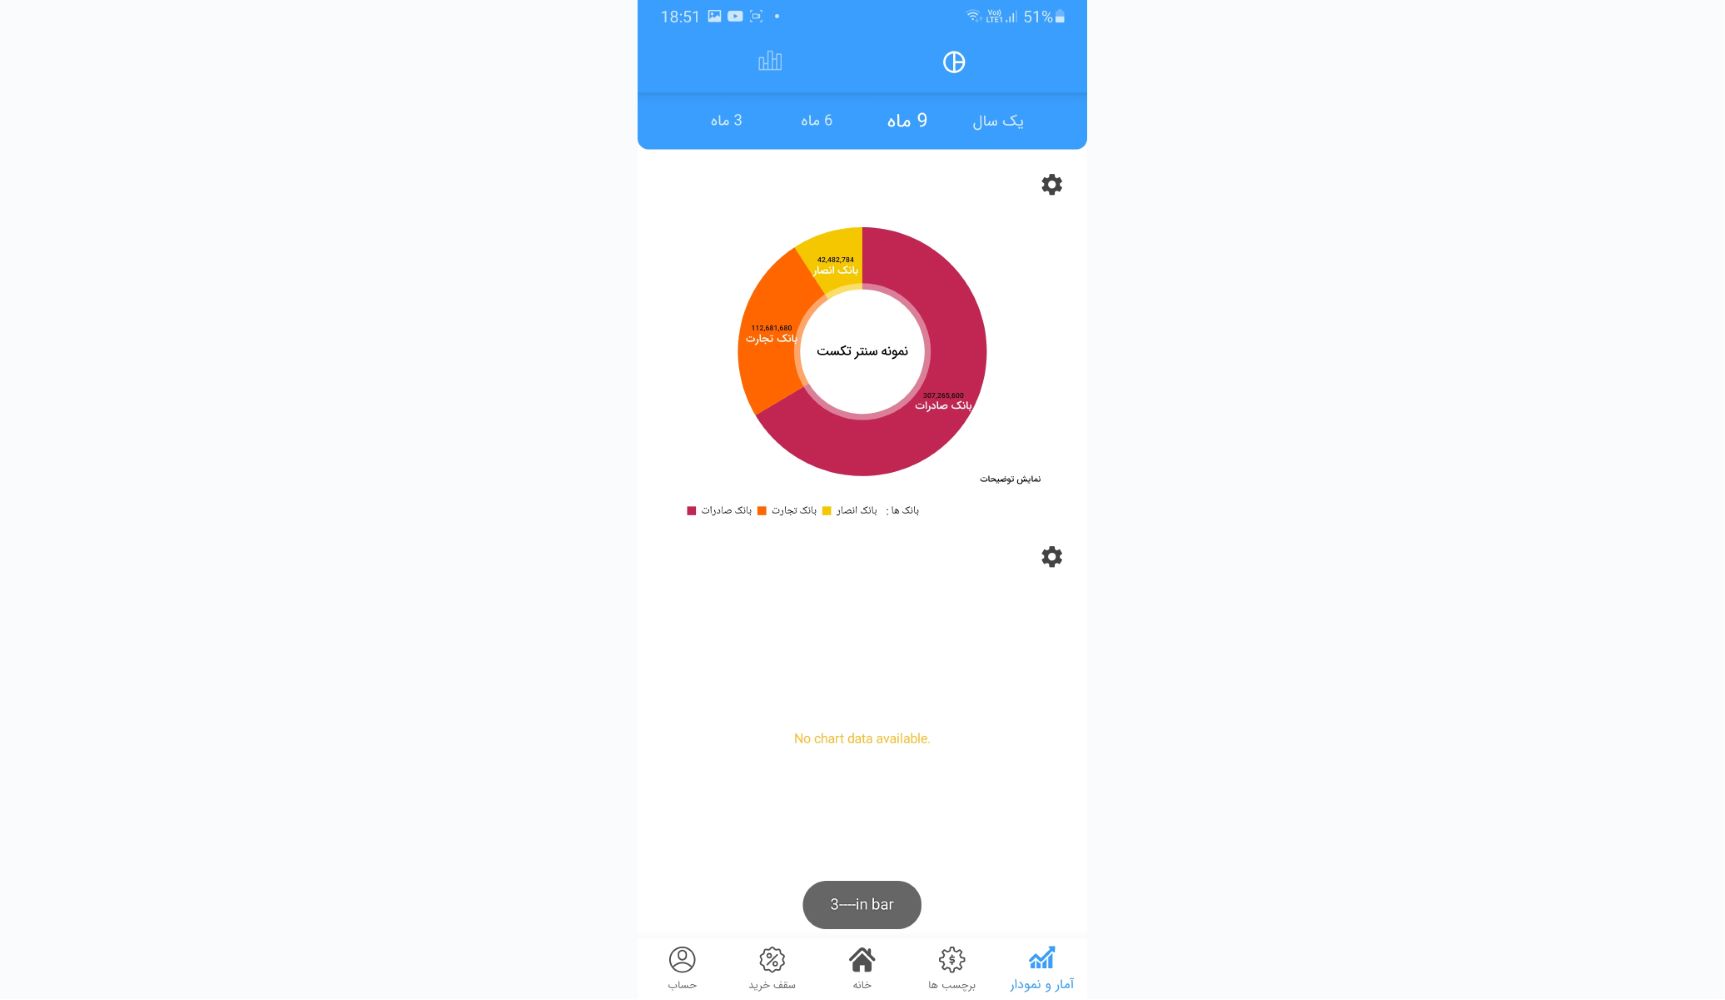 18:51
Vo)) LTE1 51%
3 ماه 6 ماه 9 ماه یک سال
42,482,784
بانک انصار
112,681,680
بانک تجارت
نمونه سنتر تکست
307,265,600
بانک صادرات
نمایش توضیحات
بانک ها : بانک انصار بانک تجارت بانک صادرات
No chart data available.
3----in bar
حساب سقف خرید خانه برچسب ها آمار و نمودار